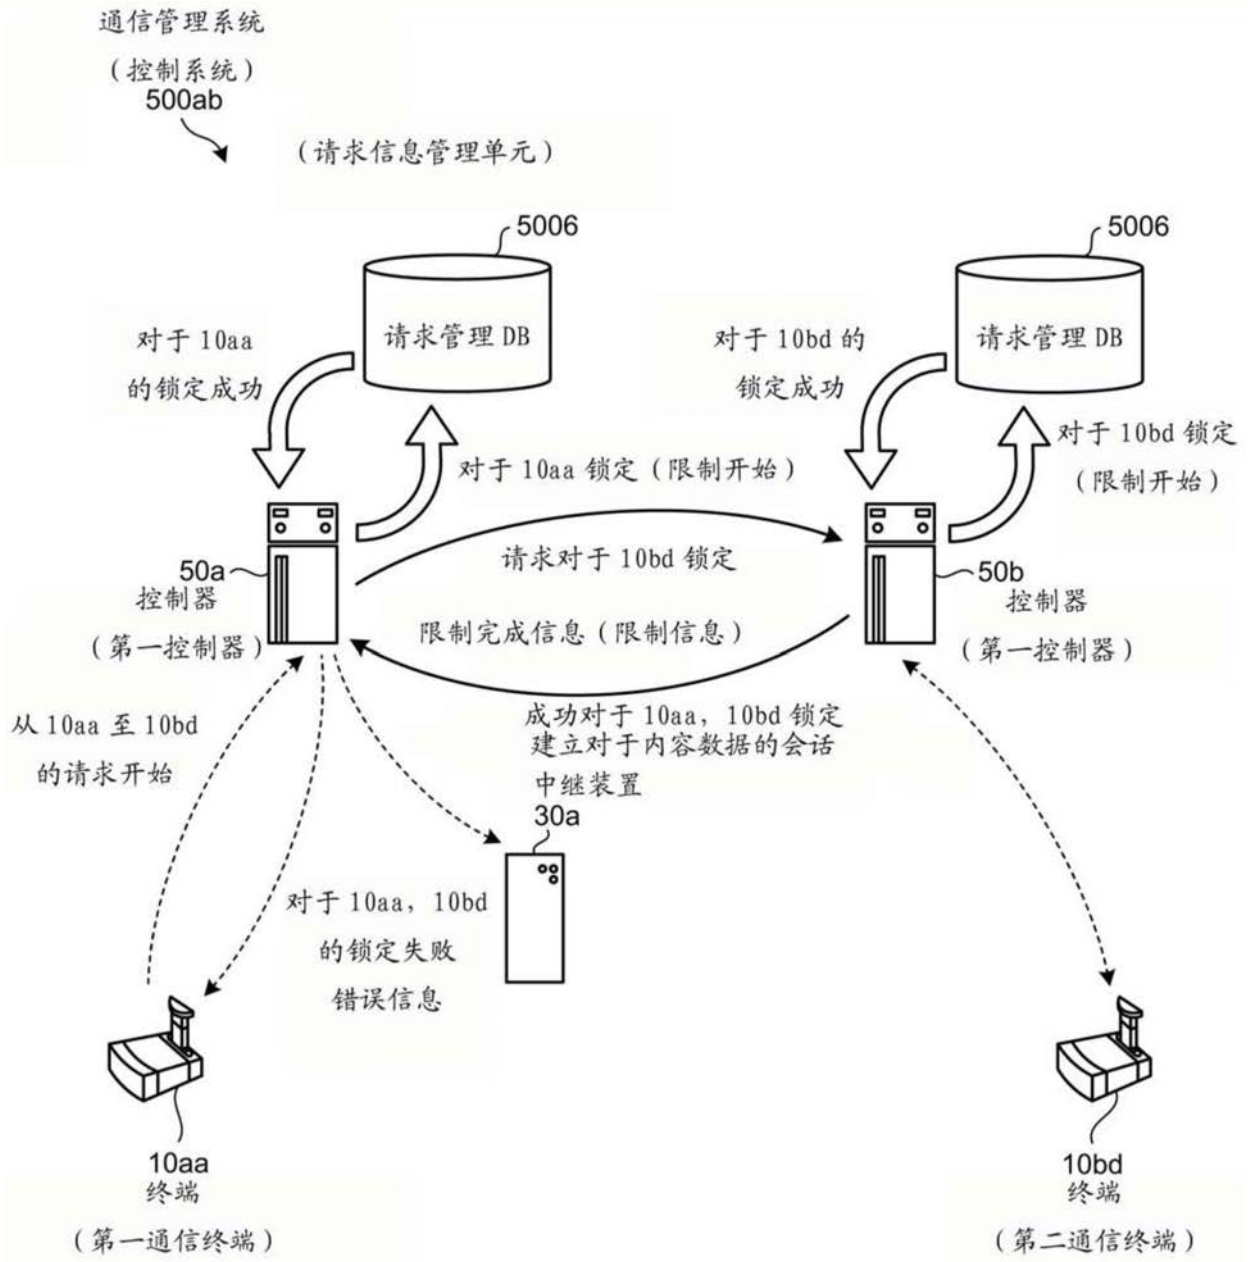 通信管理系统
（控制系统）
500ab
（请求信息管理单元）
5006
5006
请求管理 DB
请求管理 DB
对于 10aa
的锁定成功
对于 10bd 的
锁定成功
对于 10aa 锁定（限制开始）
对于 10bd 锁定
（限制开始）
请求对于 10bd 锁定
50a
控制器
（第一控制器）
50b
控制器
（第一控制器）
限制完成信息（限制信息）
从 10aa 至 10bd
的请求开始
成功对于 10aa，10bd 锁定
建立对于内容数据的会话
中继装置
30a
对于 10aa，10bd
的锁定失败
错误信息
10aa
终端
（第一通信终端）
10bd
终端
（第二通信终端）